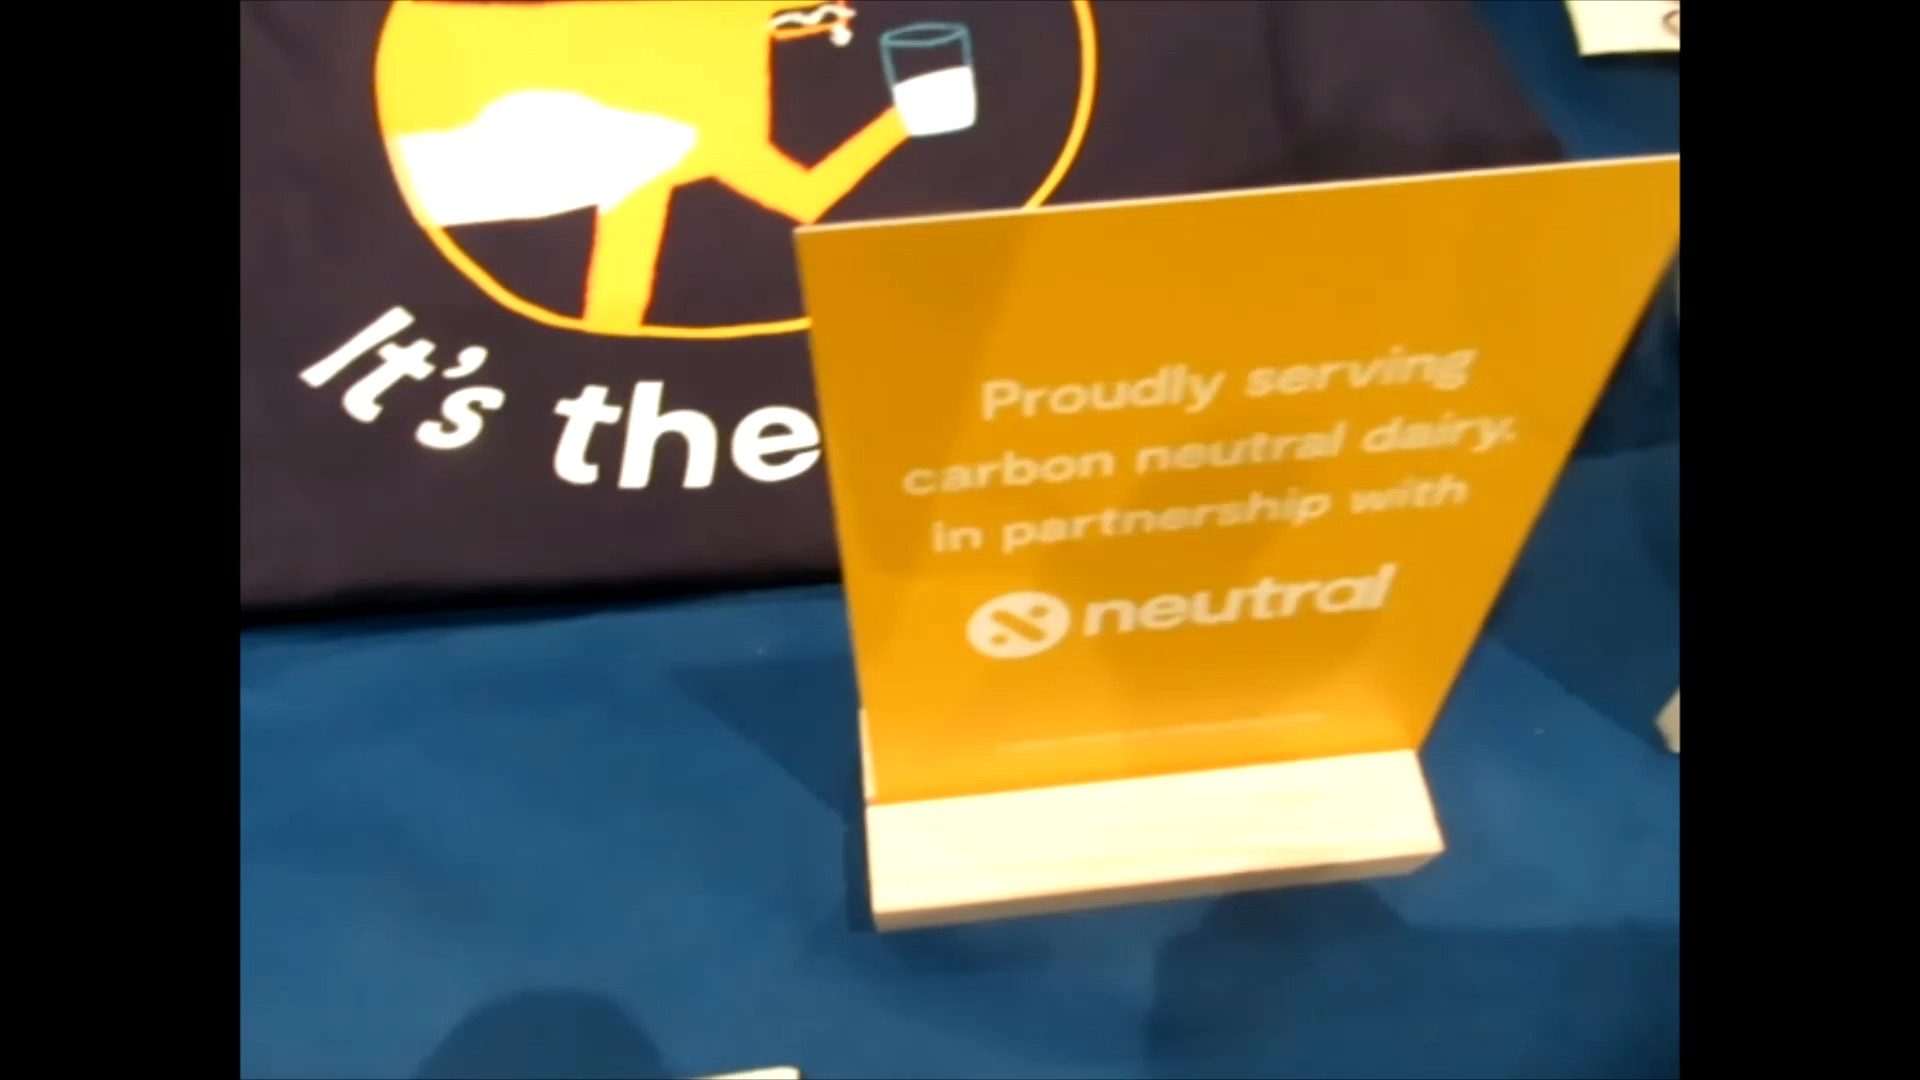 It's the
Proudly serving
carbon neutral dairy,
in partnership with
neutral